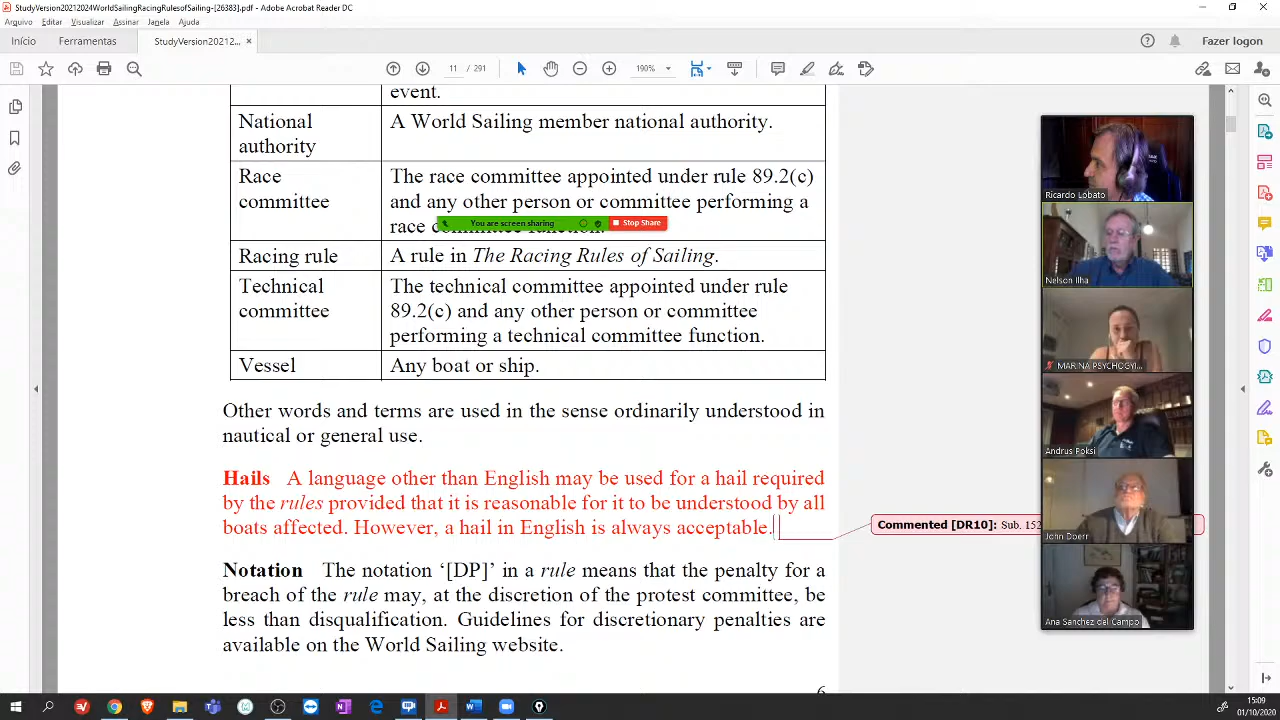 StudyVersion20212024WorldSailingRacingRulesofSailing-[26383].pdf - Adobe Acrobat Reader DC
Arquivo Editar Visualizar Assinar Janela Ajuda
Início Ferramentas StudyVersion20212... × Fazer logon
11 / 291 190%
event.
National authority
A World Sailing member national authority.
Race committee
The race committee appointed under rule 89.2(c)
and any other person or committee performing a
race committee function.
You are screen sharing Stop Share
Racing rule
A rule in The Racing Rules of Sailing.
Technical committee
The technical committee appointed under rule
89.2(c) and any other person or committee
performing a technical committee function.
Vessel
Any boat or ship.
Other words and terms are used in the sense ordinarily understood in
nautical or general use.
Hails A language other than English may be used for a hail required
by the rules provided that it is reasonable for it to be understood by all
boats affected. However, a hail in English is always acceptable.
Commented [DR10]: Sub. 152
Notation The notation ‘[DP]’ in a rule means that the penalty for a
breach of the rule may, at the discretion of the protest committee, be
less than disqualification. Guidelines for discretionary penalties are
available on the World Sailing website.
6
Ricardo Lobato
Nelson Ilha
MARINA PSYCHOGYI...
Andrus Poksi
John Doerr
Ana Sanchez del Campo
15:09
01/10/2020